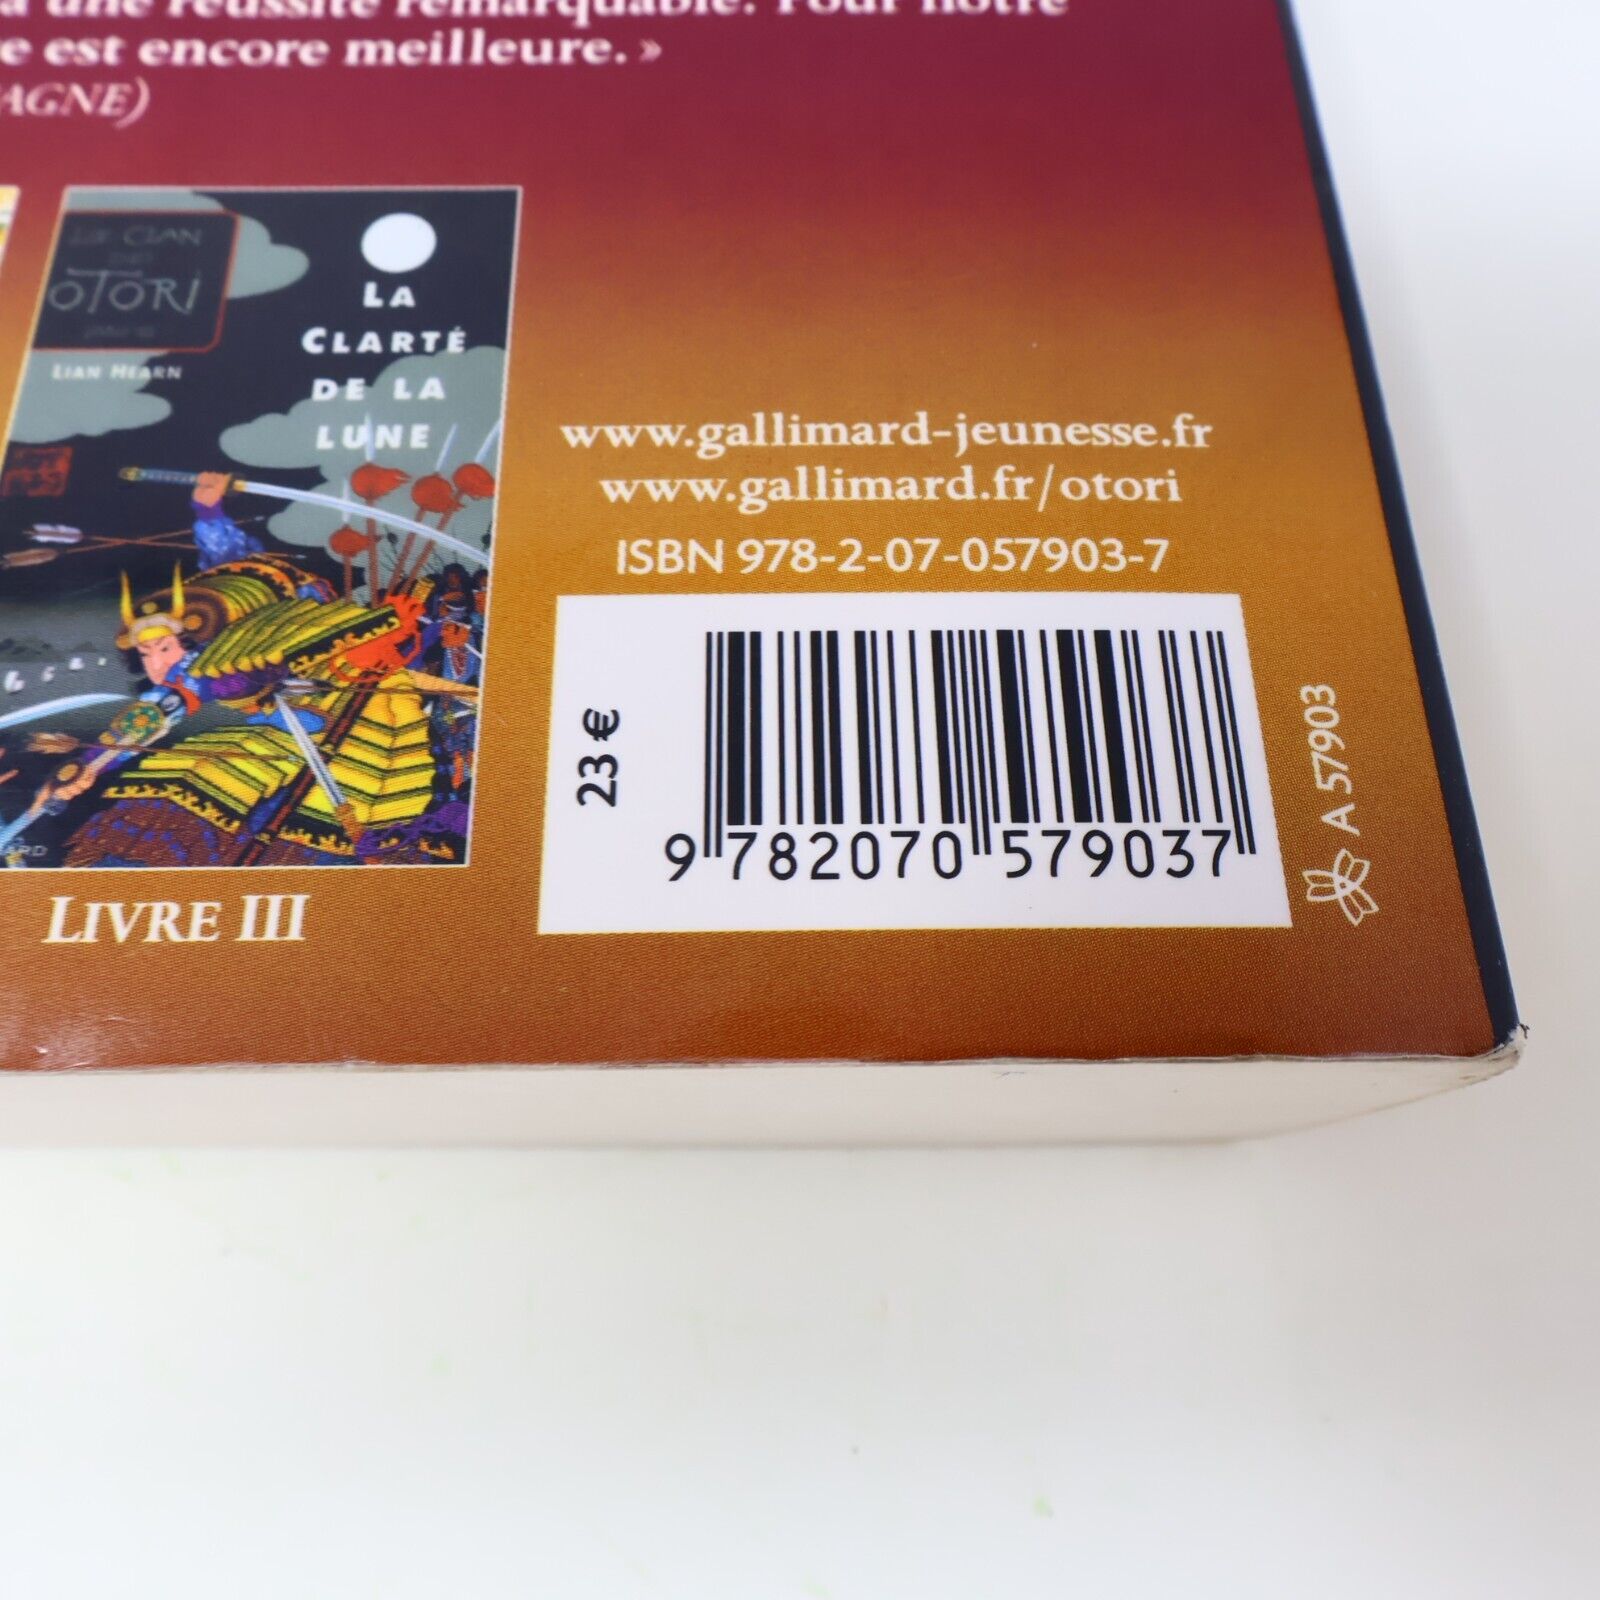 une réussite remarquable. Pour notre
est encore meilleure. »
AGNE)
LE CLAN
DES
OTORI
LIAN HEARN
LA
CLARTÉ
DE LA
LUNE
LIVRE III
www.gallimard-jeunesse.fr
www.gallimard.fr/otori
ISBN 978-2-07-057903-7
23 €
9 782070 579037
A 57903